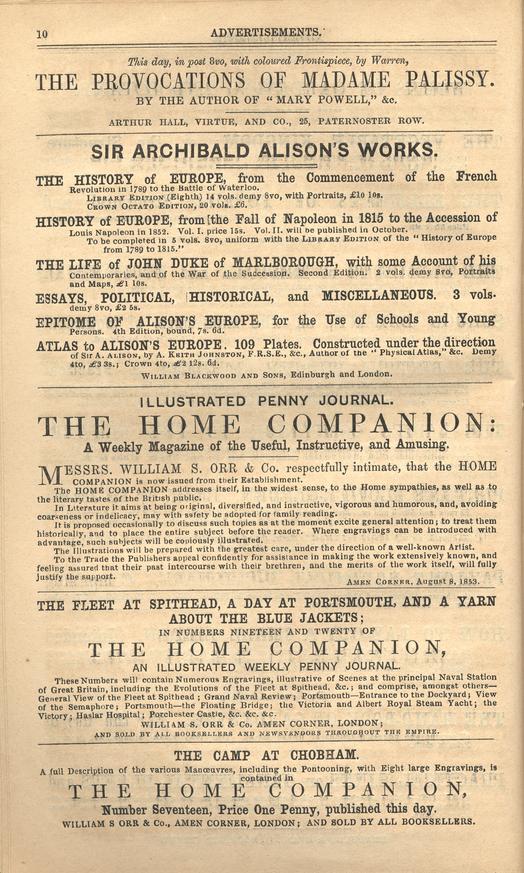 10
ADVERTISEMENTS.
This day, in post 8vo, with coloured Frontispiece, by Warren,
THE PROVOCATIONS OF MADAME PALISSY.
BY THE AUTHOR OF "MARY POWELL," &c.
ARTHUR HALL, VIRTUE, AND CO., 25, PATERNOSTER ROW.
SIR ARCHIBALD ALISON'S WORKS.
THE HISTORY OF EUROPE, from the Commencement of the French
Revolution in 1789 to the Battle of Waterloo.
LIBRARY EDITION (Eighth) 14 vols. demy 8vo, with Portraits, £10 10s.
CROWN OCTAVO EDITION, 20 vols. £6.
HISTORY OF EUROPE, from the Fall of Napoleon in 1815 to the Accession of
Louis Napoleon in 1852. Vol. I. price 15s. Vol. II. will be published in October.
To be completed in 5 vols. 8vo, uniform with the LIBRARY EDITION of the "History of Europe
from 1789 to 1815."
THE LIFE of JOHN DUKE of MARLBOROUGH, with some Account of his
Contemporaries, and of the War of the Succession. Second Edition. 2 vols. demy 8vo, Portraits
and Maps, £1 10s.
ESSAYS, POLITICAL, HISTORICAL, and MISCELLANEOUS. 3 vols.
demy 8vo, £2 5s.
EPITOME OF ALISON'S EUROPE, for the Use of Schools and Young
Persons. 4th Edition, bound, 7s. 6d.
ATLAS to ALISON'S EUROPE. 109 Plates. Constructed under the direction
of Sir A. ALISON, by A. KEITH JOHNSTON, F.R.S.E., &c., Author of the "Physical Atlas," &c. Demy
4to, £3 3s.; Crown 4to, £2 12s. 6d.
WILLIAM BLACKWOOD AND SONS, Edinburgh and London.
ILLUSTRATED PENNY JOURNAL.
THE HOME COMPANION:
A Weekly Magazine of the Useful, Instructive, and Amusing.
MESSRS. WILLIAM S. ORR & Co. respectfully intimate, that the HOME
COMPANION is now issued from their Establishment.
The HOME COMPANION addresses itself, in the widest sense, to the Home sympathies, as well as to
the literary tastes of the British public.
In Literature it aims at being original, diversified, and instructive, vigorous and humorous, and, avoiding
coarseness or indelicacy, may with safety be adopted for family reading.
It is proposed occasionally to discuss such topics as at the moment excite general attention; to treat them
historically, and to place the entire subject before the reader. Where engravings can be introduced with
advantage, such subjects will be copiously illustrated.
The Illustrations will be prepared with the greatest care, under the direction of a well-known Artist.
To the Trade the Publishers appeal confidently for assistance in making the work extensively known, and
feeling assured that their past intercourse with their brethren, and the merits of the work itself, will fully
justify the support.
AMEN CORNER, August 8, 1853.
THE FLEET AT SPITHEAD, A DAY AT PORTSMOUTH, AND A YARN
ABOUT THE BLUE JACKETS;
IN NUMBERS NINETEEN AND TWENTY OF
THE HOME COMPANION,
AN ILLUSTRATED WEEKLY PENNY JOURNAL.
These Numbers will contain Numerous Engravings, illustrative of Scenes at the principal Naval Station
of Great Britain, including the Evolutions of the Fleet at Spithead, &c.; and comprise, amongst others—
General View of the Fleet at Spithead; Grand Naval Review; Portsmouth—Entrance to the Dockyard; View
of the Semaphore; Portsmouth—the Floating Bridge; the Victoria and Albert Royal Steam Yacht; the
Victory; Haslar Hospital; Porchester Castle, &c. &c. &c.
WILLIAM S. ORR & Co. AMEN CORNER, LONDON;
AND SOLD BY ALL BOOKSELLERS AND NEWSVENDORS THROUGHOUT THE EMPIRE.
THE CAMP AT CHOBHAM.
A full Description of the various Manœuvres, including the Pontooning, with Eight large Engravings, is
contained in
THE HOME COMPANION,
Number Seventeen, Price One Penny, published this day.
WILLIAM S ORR & Co., AMEN CORNER, LONDON; AND SOLD BY ALL BOOKSELLERS.